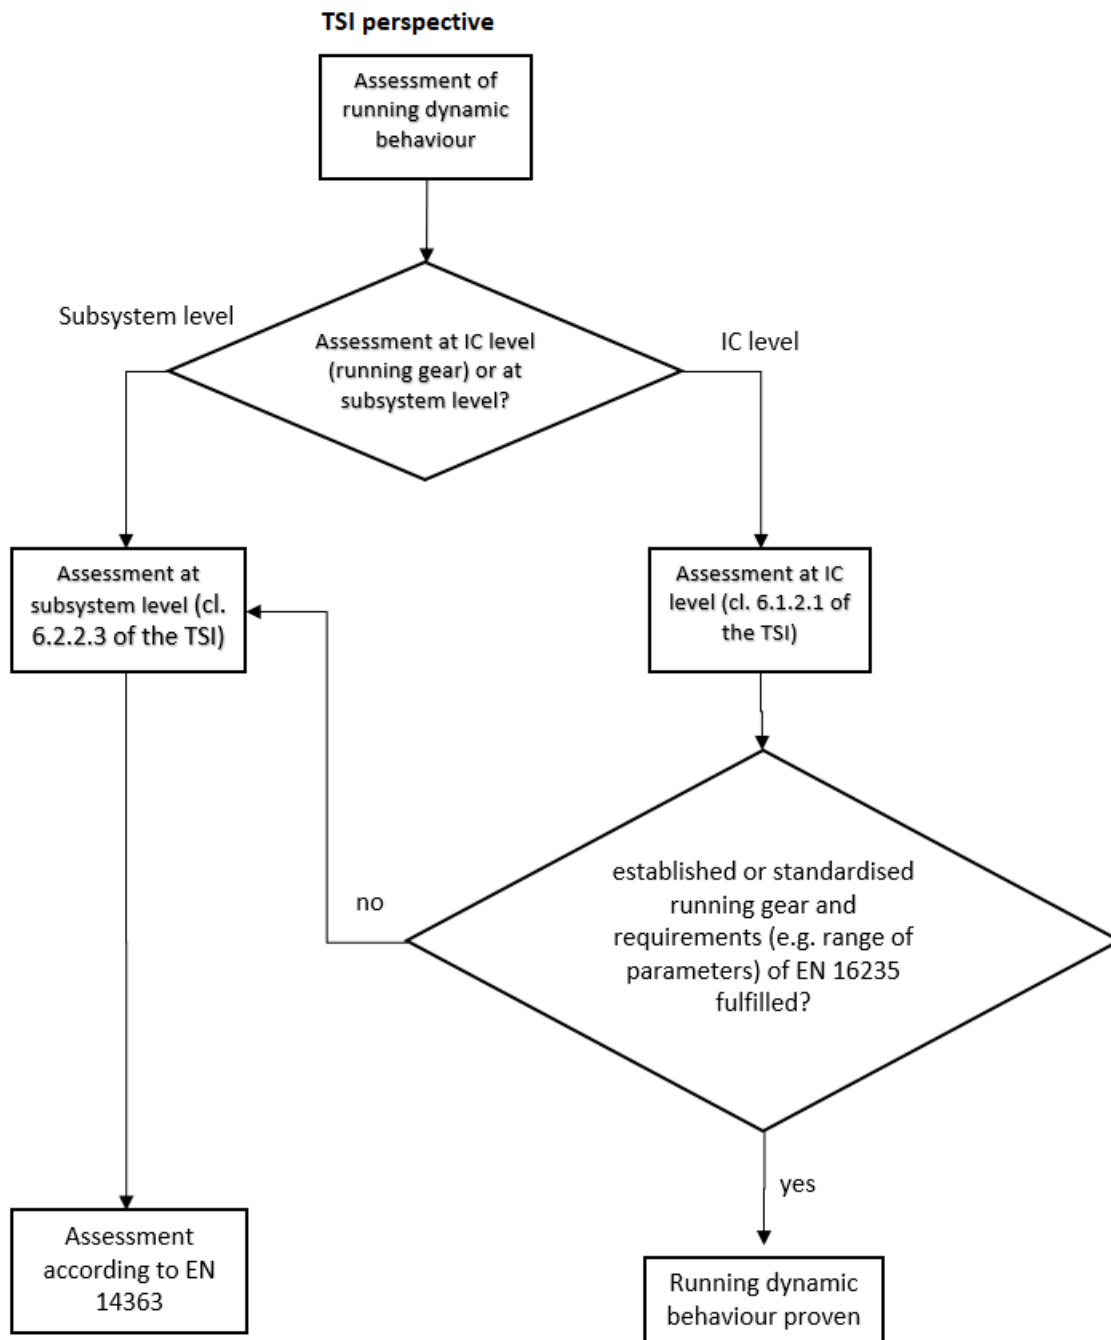 TSI perspective
Assessment of
running dynamic
behaviour
Subsystem level
Assessment at IC level
(running gear) or at
subsystem level?
IC level
Assessment at
subsystem level (cl.
6.2.2.3 of the TSI)
Assessment at IC
level (cl. 6.1.2.1 of
the TSI)
no
established or standardised
running gear and
requirements (e.g. range of
parameters) of EN 16235
fulfilled?
yes
Assessment
according to EN
14363
Running dynamic
behaviour proven